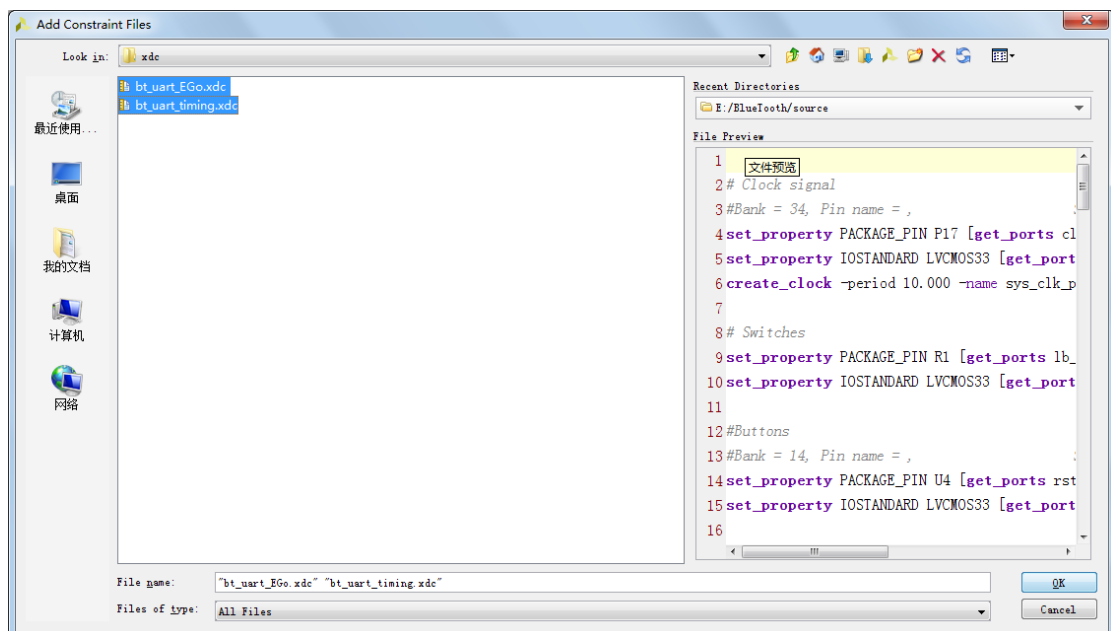 Add Constraint Files
Look in: xdc
bt_uart_EGo.xdc
bt_uart_timing.xdc
最近使用...
桌面
我的文档
计算机
网络
Recent Directories
E:/BlueTooth/source
File Preview
文件预览
1
2 # Clock signal
3 #Bank = 34, Pin name = ,
4 set_property PACKAGE_PIN P17 [get_ports cl
5 set_property IOSTANDARD LVCMOS33 [get_port
6 create_clock -period 10.000 -name sys_clk_p
7
8 # Switches
9 set_property PACKAGE_PIN R1 [get_ports lb_
10 set_property IOSTANDARD LVCMOS33 [get_port
11
12 #Buttons
13 #Bank = 14, Pin name = ,
14 set_property PACKAGE_PIN U4 [get_ports rst
15 set_property IOSTANDARD LVCMOS33 [get_port
16
File name: "bt_uart_EGo.xdc" "bt_uart_timing.xdc"
OK
Files of type: All Files
Cancel